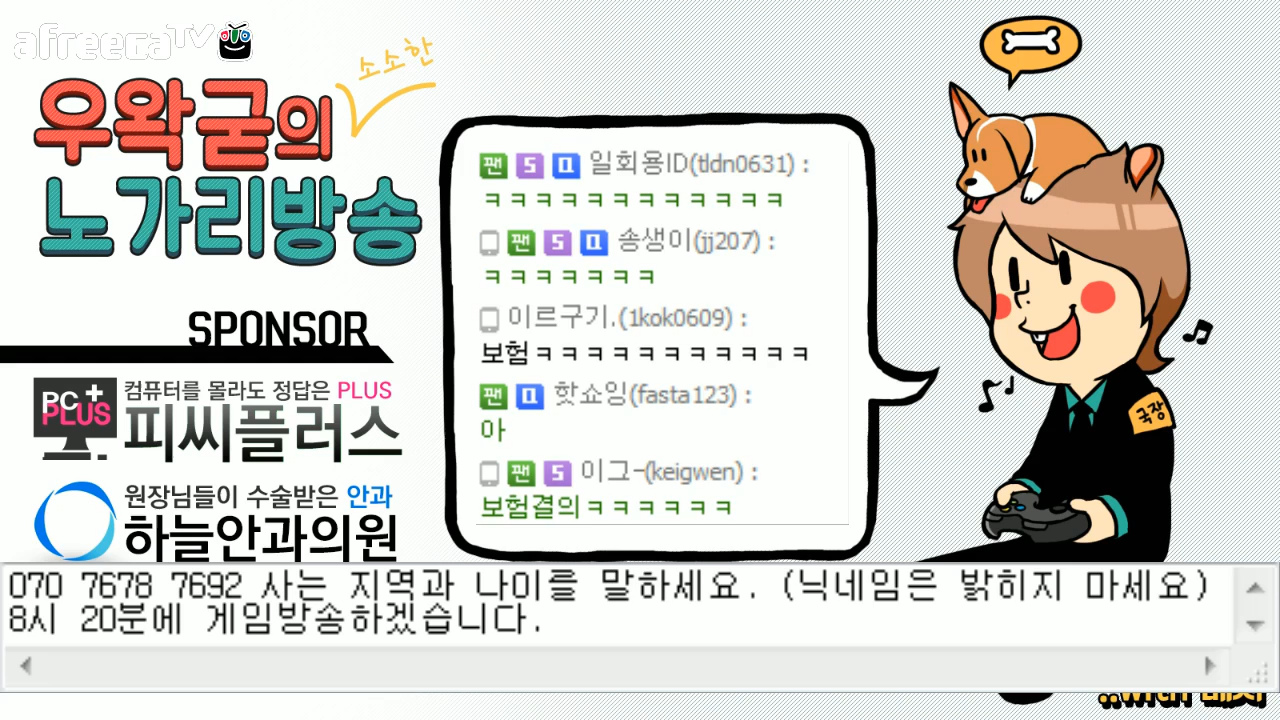 afreecaTV
소소한
우왁굳의
노가리방송
SPONSOR
PC+
PLUS
컴퓨터를 몰라도 정답은 PLUS
피씨플러스
원장님들이 수술받은 안과
하늘안과의원
팬 S 일회용ID(tldn0631) :
ㅋㅋㅋㅋㅋㅋㅋㅋㅋㅋㅋㅋ
팬 S 송생이(jj207) :
ㅋㅋㅋㅋㅋㅋㅋ
이르구기.(1kok0609) :
보험ㅋㅋㅋㅋㅋㅋㅋㅋㅋㅋㅋ
팬 핫쇼잉(fasta123) :
아
팬 S 이그-(keigwen) :
보험결의ㅋㅋㅋㅋㅋㅋ
국장
070 7678 7692 사는 지역과 나이를 말하세요. (닉네임은 밝히지 마세요)
8시 20분에 게임방송하겠습니다.